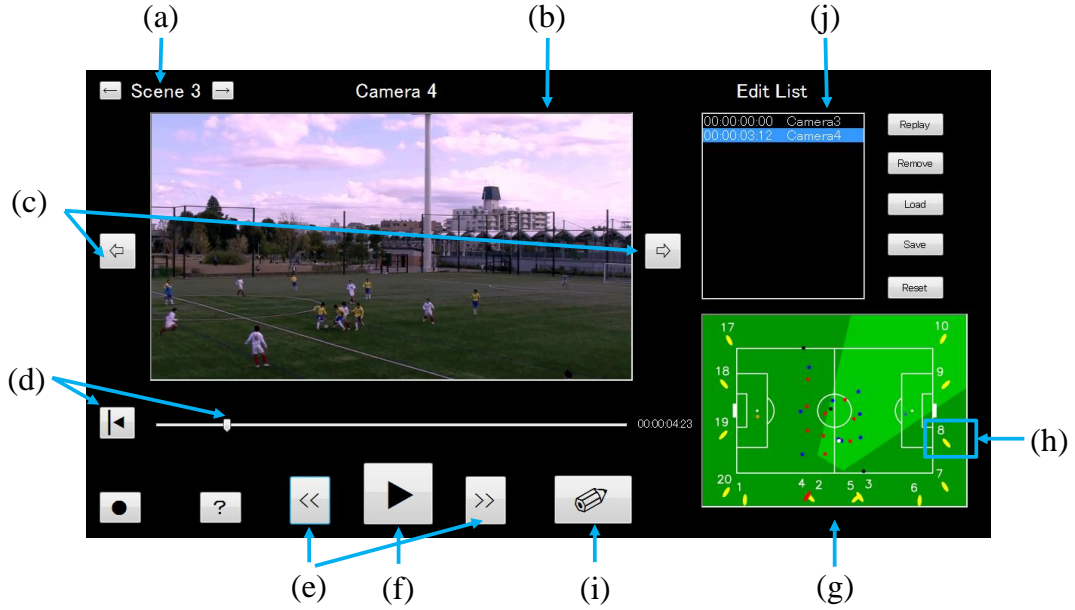 (a)
(b)
(j)
← Scene 3 →
Camera 4
Edit List
00:00:00:00 Camera3
00:00:03:12 Camera4
Replay
Remove
Load
Save
Reset
(c)
(d)
00:00:04:23
17
10
18
9
19
8
20
7
1
4
2
5
3
6
(h)
?
<<
>>
(e)
(f)
(i)
(g)